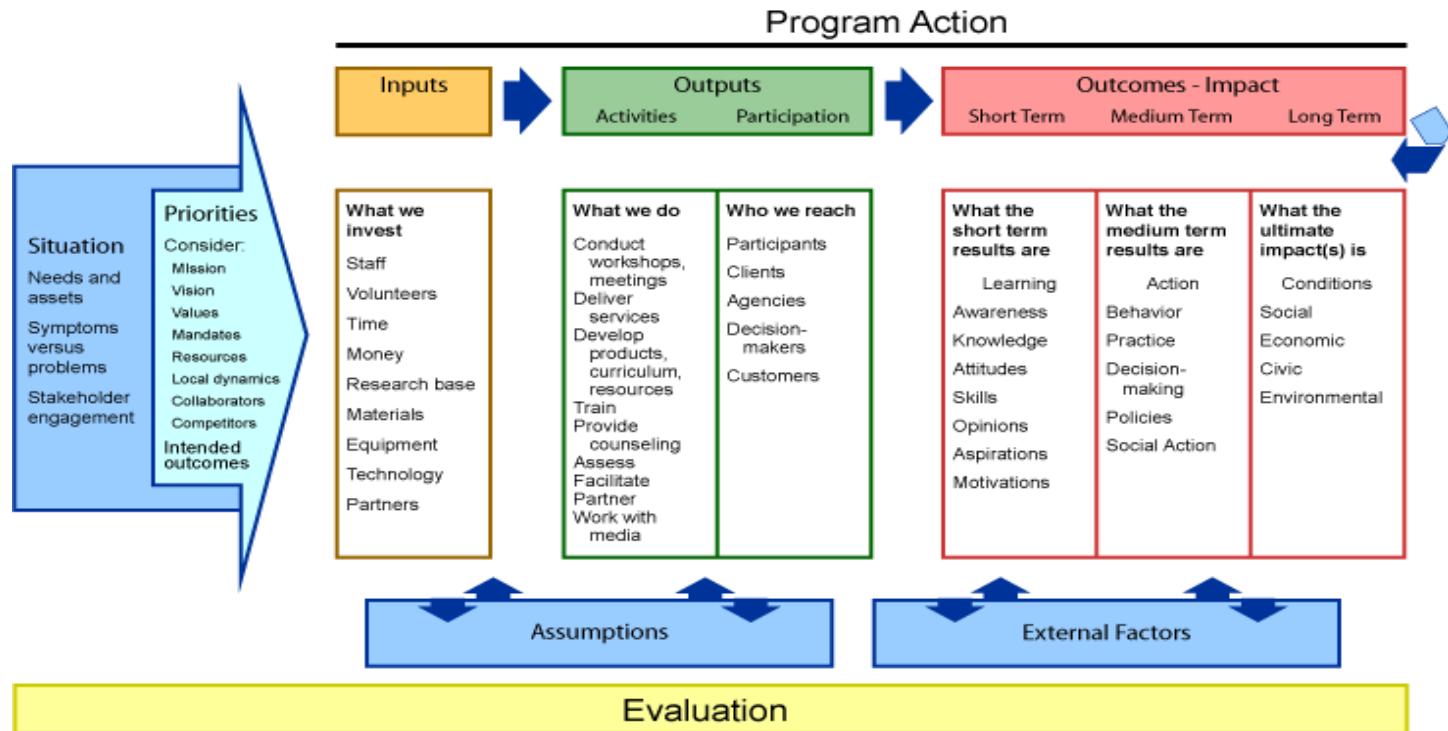 Program Action
Inputs
Outputs
Activities Participation
Outcomes - Impact
Short Term Medium Term Long Term
Situation
Needs and
assets
Symptoms
versus
problems
Stakeholder
engagement
Priorities
Consider:
MIssion
Vision
Values
Mandates
Resources
Local dynamics
Collaborators
Competitors
Intended
outcomes
What we
invest
Staff
Volunteers
Time
Money
Research base
Materials
Equipment
Technology
Partners
What we do
Conduct
workshops,
meetings
Deliver
services
Develop
products,
curriculum,
resources
Train
Provide
counseling
Assess
Facilitate
Partner
Work with
media
Who we reach
Participants
Clients
Agencies
Decision-
makers
Customers
What the
short term
results are
Learning
Awareness
Knowledge
Attitudes
Skills
Opinions
Aspirations
Motivations
What the
medium term
results are
Action
Behavior
Practice
Decision-
making
Policies
Social Action
What the
ultimate
impact(s) is
Conditions
Social
Economic
Civic
Environmental
Assumptions
External Factors
Evaluation